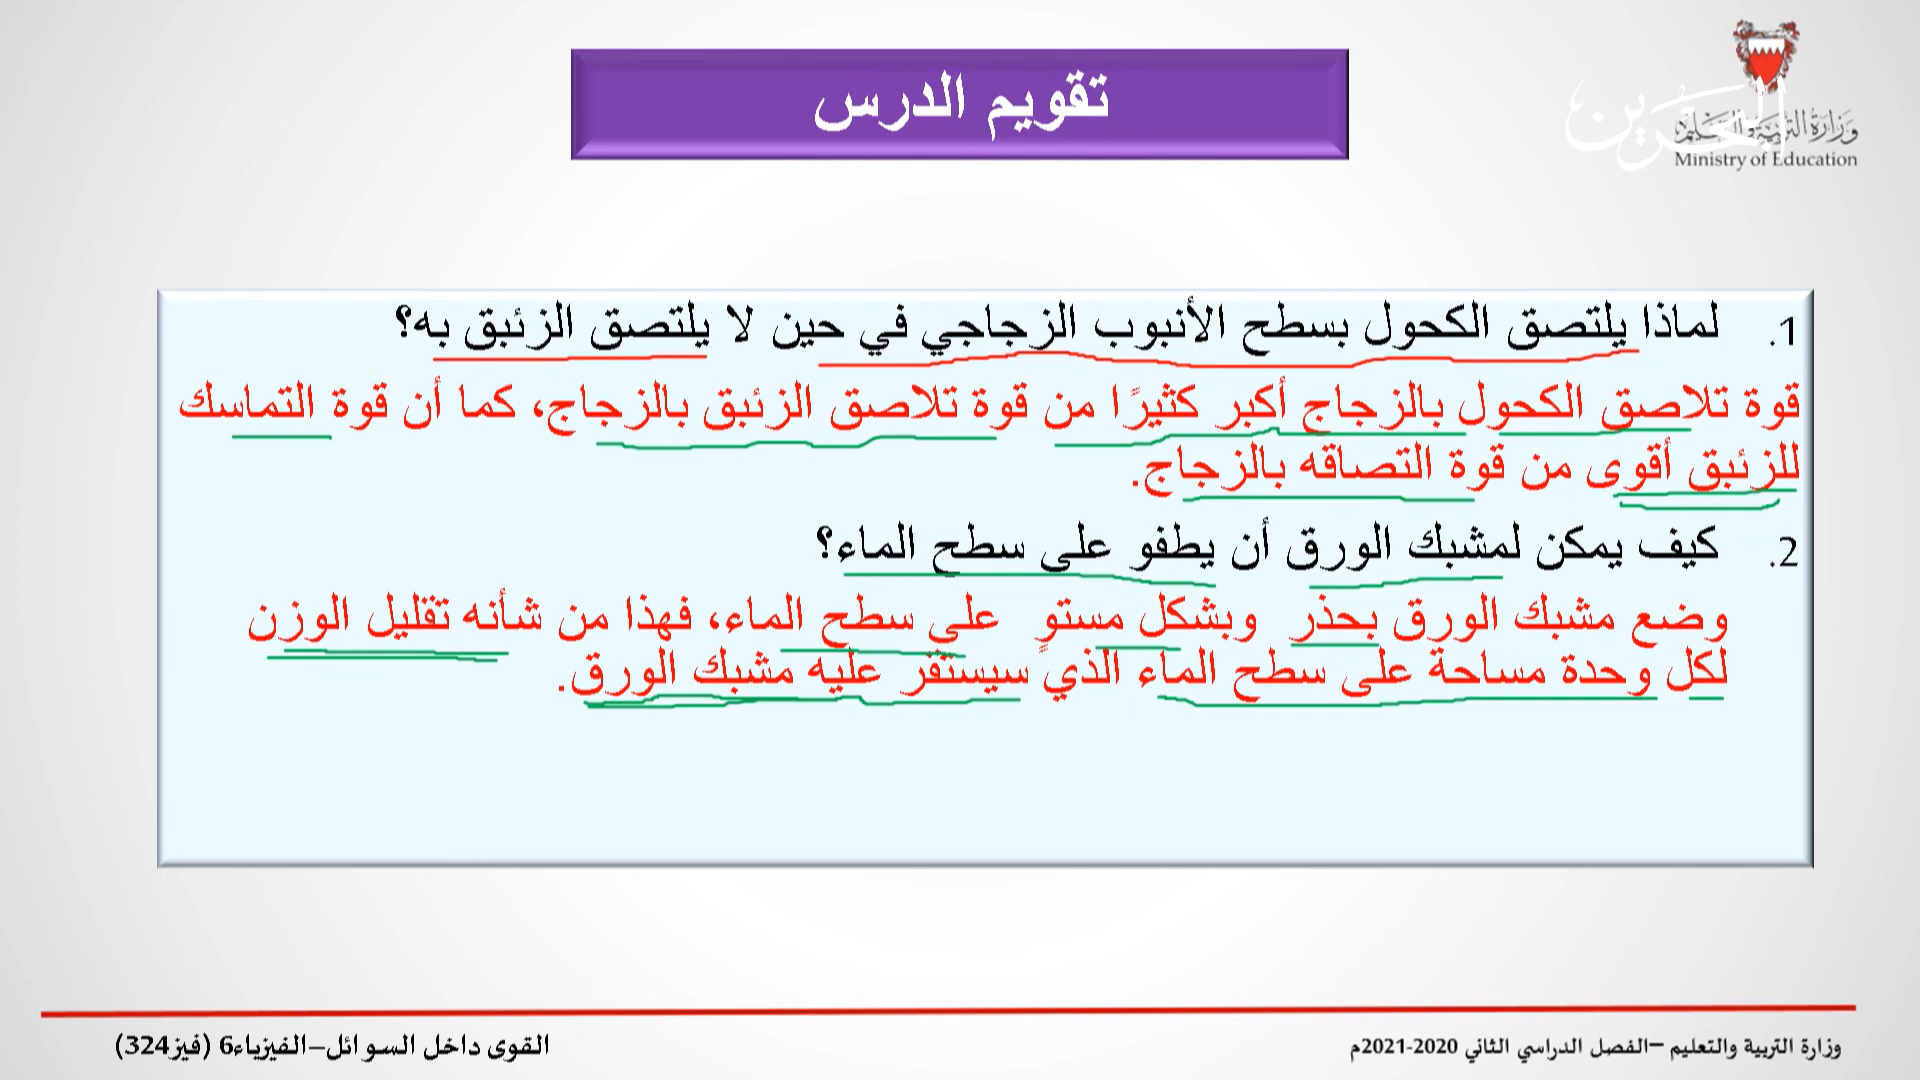 البحرين
وزارة التربية والتعليم
Ministry of Education
تقويم الدرس
1. لماذا يلتصق الكحول بسطح الأنبوب الزجاجي في حين لا يلتصق الزئبق به؟
قوة تلاصق الكحول بالزجاج أكبر كثيرًا من قوة تلاصق الزئبق بالزجاج، كما أن قوة التماسك
للزئبق أقوى من قوة التصاقه بالزجاج.
2. كيف يمكن لمشبك الورق أن يطفو على سطح الماء؟
وضع مشبك الورق بحذر وبشكل مستوٍ على سطح الماء، فهذا من شأنه تقليل الوزن
لكل وحدة مساحة على سطح الماء الذي سيستقر عليه مشبك الورق.
وزارة التربية والتعليم –الفصل الدراسي الثاني 2020-2021م
القوى داخل السوائل–الفيزياء6 (فيز324)